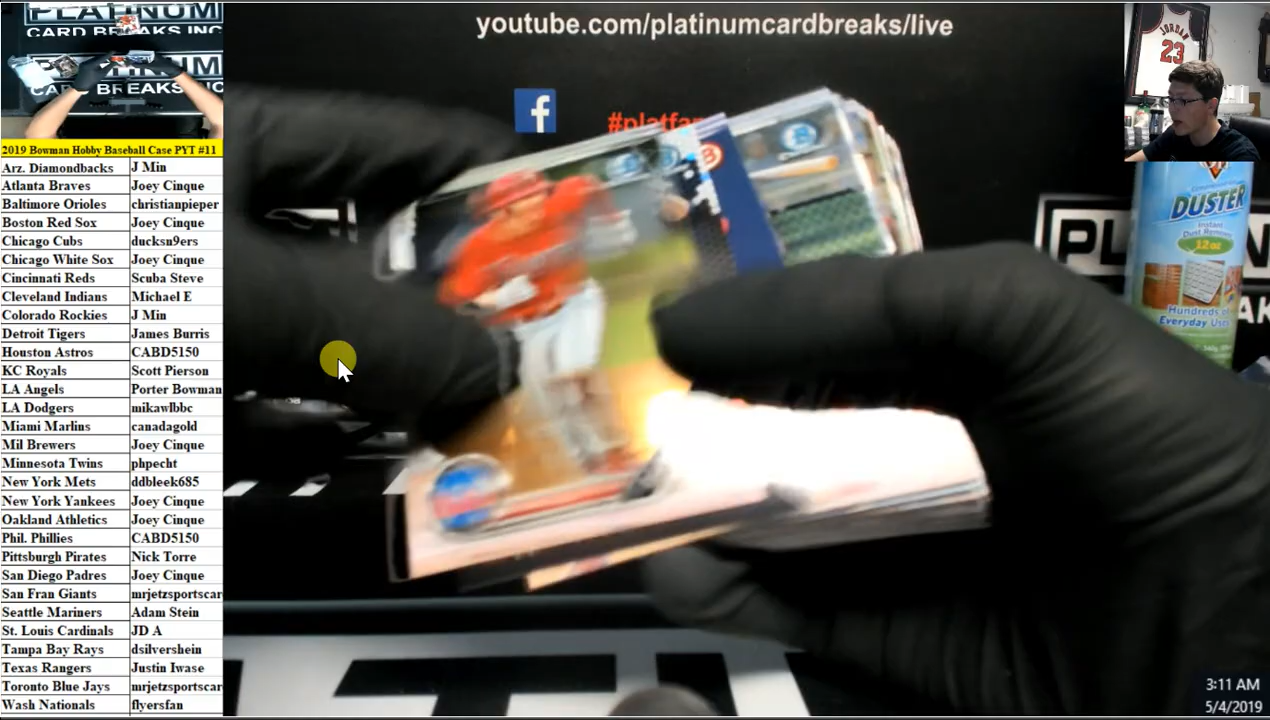 youtube.com/platinumcardbreaks/live
#platfa
PLATINUM
CARD BREAKS INC
JORDAN
23
DUSTER
Instant
Dust Remover
12oz
Hundreds of
Everyday Uses
B
2019 Bowman Hobby Baseball Case PYT #11
Arz. Diamondbacks J Min
Atlanta Braves Joey Cinque
Baltimore Orioles christianpieper
Boston Red Sox Joey Cinque
Chicago Cubs ducksn9ers
Chicago White Sox Joey Cinque
Cincinnati Reds Scuba Steve
Cleveland Indians Michael E
Colorado Rockies J Min
Detroit Tigers James Burris
Houston Astros CABD5150
KC Royals Scott Pierson
LA Angels Porter Bowman
LA Dodgers mikawlbbc
Miami Marlins canadagold
Mil Brewers Joey Cinque
Minnesota Twins phpecht
New York Mets ddbleek685
New York Yankees Joey Cinque
Oakland Athletics Joey Cinque
Phil. Phillies CABD5150
Pittsburgh Pirates Nick Torre
San Diego Padres Joey Cinque
San Fran Giants mrjetzsportscar
Seattle Mariners Adam Stein
St. Louis Cardinals JD A
Tampa Bay Rays dsilvershein
Texas Rangers Justin Iwase
Toronto Blue Jays mrjetzsportscar
Wash Nationals flyersfan
3:11 AM
5/4/2019